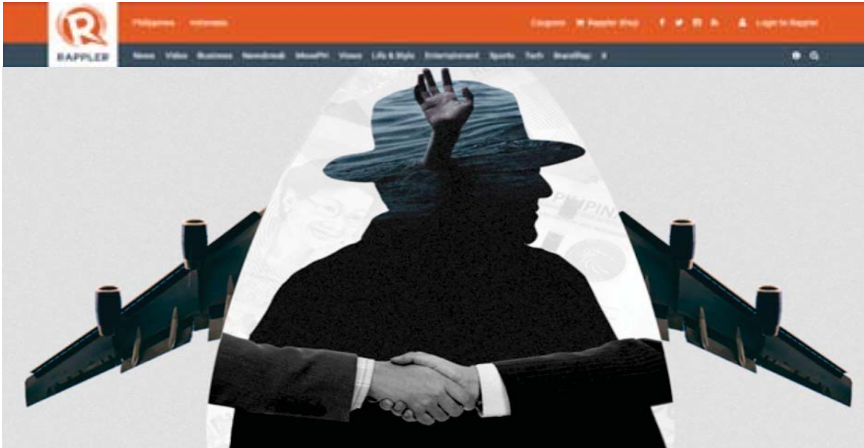 Philippines Indonesia Coupons Rappler Shop Login to Rappler
RAPPLER
News Video Business Newsbreak MovePH Views Life & Style Entertainment Sports Tech BrandRap X
PILIPIN